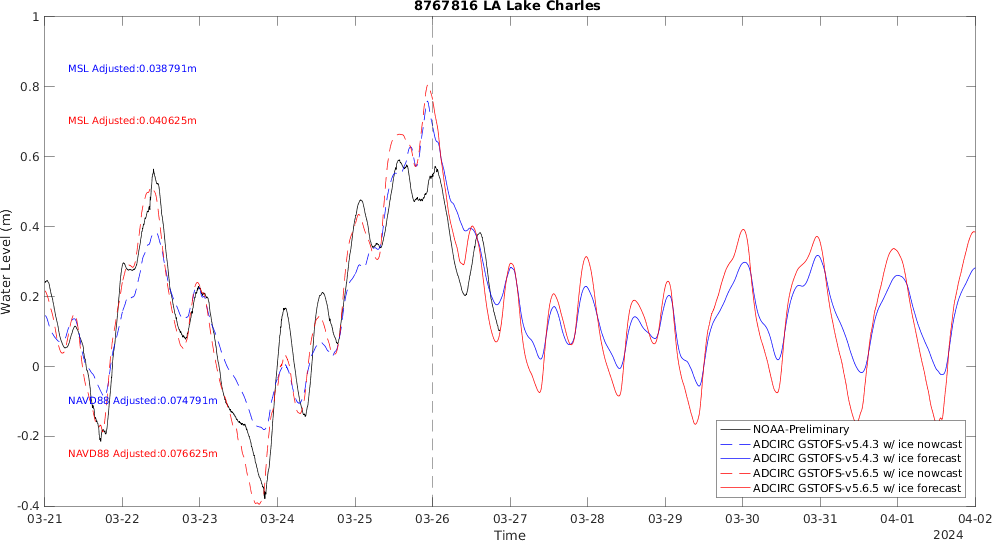 8767816 LA Lake Charles
1
0.8
0.6
0.4
0.2
0
-0.2
-0.4
Water Level (m)
MSL Adjusted:0.038791m
MSL Adjusted:0.040625m
NAVD88 Adjusted:0.074791m
NAVD88 Adjusted:0.076625m
NOAA-Preliminary
ADCIRC GSTOFS-v5.4.3 w/ ice nowcast
ADCIRC GSTOFS-v5.4.3 w/ ice forecast
ADCIRC GSTOFS-v5.6.5 w/ ice nowcast
ADCIRC GSTOFS-v5.6.5 w/ ice forecast
03-21 03-22 03-23 03-24 03-25 03-26 03-27 03-28 03-29 03-30 03-31 04-01 04-02
Time
2024